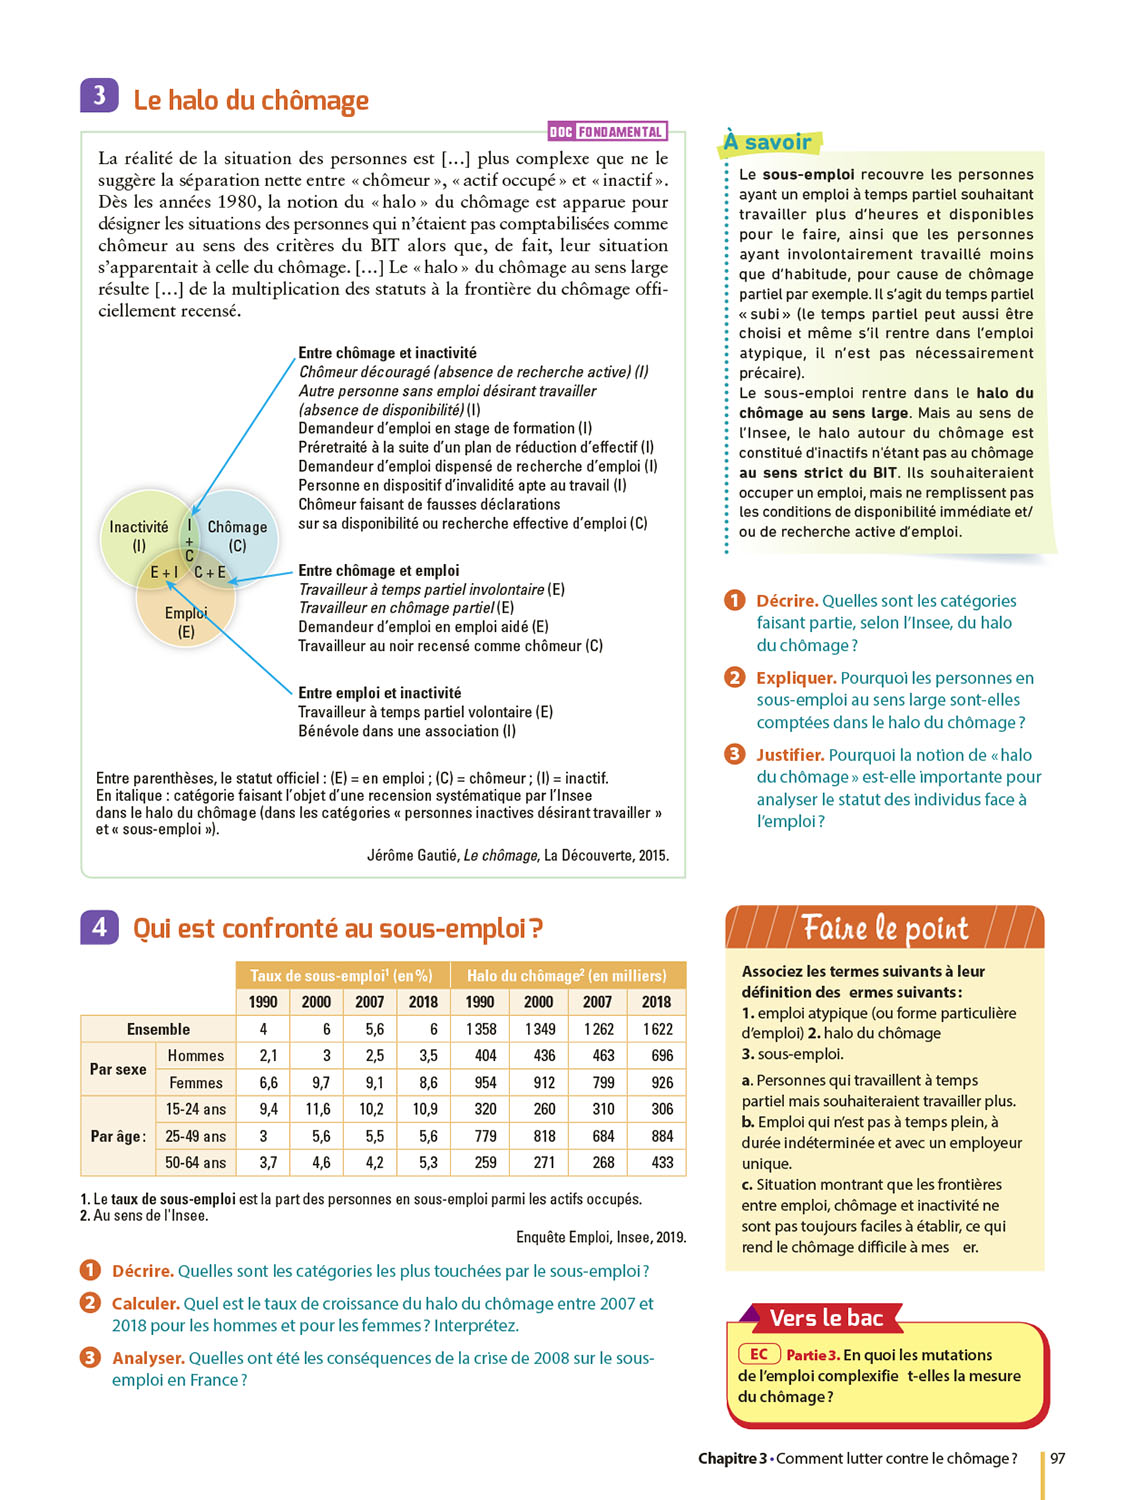 3 Le halo du chômage
DOC FONDAMENTAL
La réalité de la situation des personnes est [...] plus complexe que ne le
suggère la séparation nette entre « chômeur », « actif occupé » et « inactif ».
Dès les années 1980, la notion du « halo » du chômage est apparue pour
désigner les situations des personnes qui n'étaient pas comptabilisées comme
chômeur au sens des critères du BIT alors que, de fait, leur situation
s'apparentait à celle du chômage. [...] Le « halo » du chômage au sens large
résulte [...] de la multiplication des statuts à la frontière du chômage offi-
ciellement recensé.
Entre chômage et inactivité
Chômeur découragé (absence de recherche active) (I)
Autre personne sans emploi désirant travailler
(absence de disponibilité) (I)
Demandeur d'emploi en stage de formation (I)
Préretraité à la suite d'un plan de réduction d'effectif (I)
Demandeur d'emploi dispensé de recherche d'emploi (I)
Personne en dispositif d'invalidité apte au travail (I)
Chômeur faisant de fausses déclarations
sur sa disponibilité ou recherche effective d'emploi (C)
Inactivité
(I)
I
+
C
Chômage
(C)
E + I
C + E
Emploi
(E)
Entre chômage et emploi
Travailleur à temps partiel involontaire (E)
Travailleur en chômage partiel (E)
Demandeur d'emploi en emploi aidé (E)
Travailleur au noir recensé comme chômeur (C)
Entre emploi et inactivité
Travailleur à temps partiel volontaire (E)
Bénévole dans une association (I)
Entre parenthèses, le statut officiel : (E) = en emploi ; (C) = chômeur ; (I) = inactif.
En italique : catégorie faisant l'objet d'une recension systématique par l'Insee
dans le halo du chômage (dans les catégories « personnes inactives désirant travailler »
et « sous-emploi »).
Jérôme Gautié, Le chômage, La Découverte, 2015.
À savoir
Le sous-emploi recouvre les personnes
ayant un emploi à temps partiel souhaitant
travailler plus d'heures et disponibles
pour le faire, ainsi que les personnes
ayant involontairement travaillé moins
que d'habitude, pour cause de chômage
partiel par exemple. Il s'agit du temps partiel
« subi » (le temps partiel peut aussi être
choisi et même s'il rentre dans l'emploi
atypique, il n'est pas nécessairement
précaire).
Le sous-emploi rentre dans le halo du
chômage au sens large. Mais au sens de
l'Insee, le halo autour du chômage est
constitué d'inactifs n'étant pas au chômage
au sens strict du BIT. Ils souhaiteraient
occuper un emploi, mais ne remplissent pas
les conditions de disponibilité immédiate et/
ou de recherche active d'emploi.
1 Décrire. Quelles sont les catégories
faisant partie, selon l'Insee, du halo
du chômage ?
2 Expliquer. Pourquoi les personnes en
sous-emploi au sens large sont-elles
comptées dans le halo du chômage ?
3 Justifier. Pourquoi la notion de « halo
du chômage » est-elle importante pour
analyser le statut des individus face à
l'emploi ?
4 Qui est confronté au sous-emploi ?
Taux de sous-emploi1 (en %) Halo du chômage2 (en milliers)
1990 2000 2007 2018 1990 2000 2007 2018
Ensemble 4 6 5,6 6 1 358 1 349 1 262 1 622
Par sexe
Hommes 2,1 3 2,5 3,5 404 436 463 696
Femmes 6,6 9,7 9,1 8,6 954 912 799 926
Par âge :
15-24 ans 9,4 11,6 10,2 10,9 320 260 310 306
25-49 ans 3 5,6 5,5 5,6 779 818 684 884
50-64 ans 3,7 4,6 4,2 5,3 259 271 268 433
1. Le taux de sous-emploi est la part des personnes en sous-emploi parmi les actifs occupés.
2. Au sens de l'Insee.
Enquête Emploi, Insee, 2019.
1 Décrire. Quelles sont les catégories les plus touchées par le sous-emploi ?
2 Calculer. Quel est le taux de croissance du halo du chômage entre 2007 et
2018 pour les hommes et pour les femmes ? Interprétez.
3 Analyser. Quelles ont été les conséquences de la crise de 2008 sur le sous-
emploi en France ?
Faire le point
Associez les termes suivants à leur
définition des ermes suivants :
1. emploi atypique (ou forme particulière
d'emploi) 2. halo du chômage
3. sous-emploi.
a. Personnes qui travaillent à temps
partiel mais souhaiteraient travailler plus.
b. Emploi qui n'est pas à temps plein, à
durée indéterminée et avec un employeur
unique.
c. Situation montrant que les frontières
entre emploi, chômage et inactivité ne
sont pas toujours faciles à établir, ce qui
rend le chômage difficile à mes er.
Vers le bac
EC Partie 3. En quoi les mutations
de l'emploi complexifie t-elles la mesure
du chômage ?
Chapitre 3 • Comment lutter contre le chômage ? 97